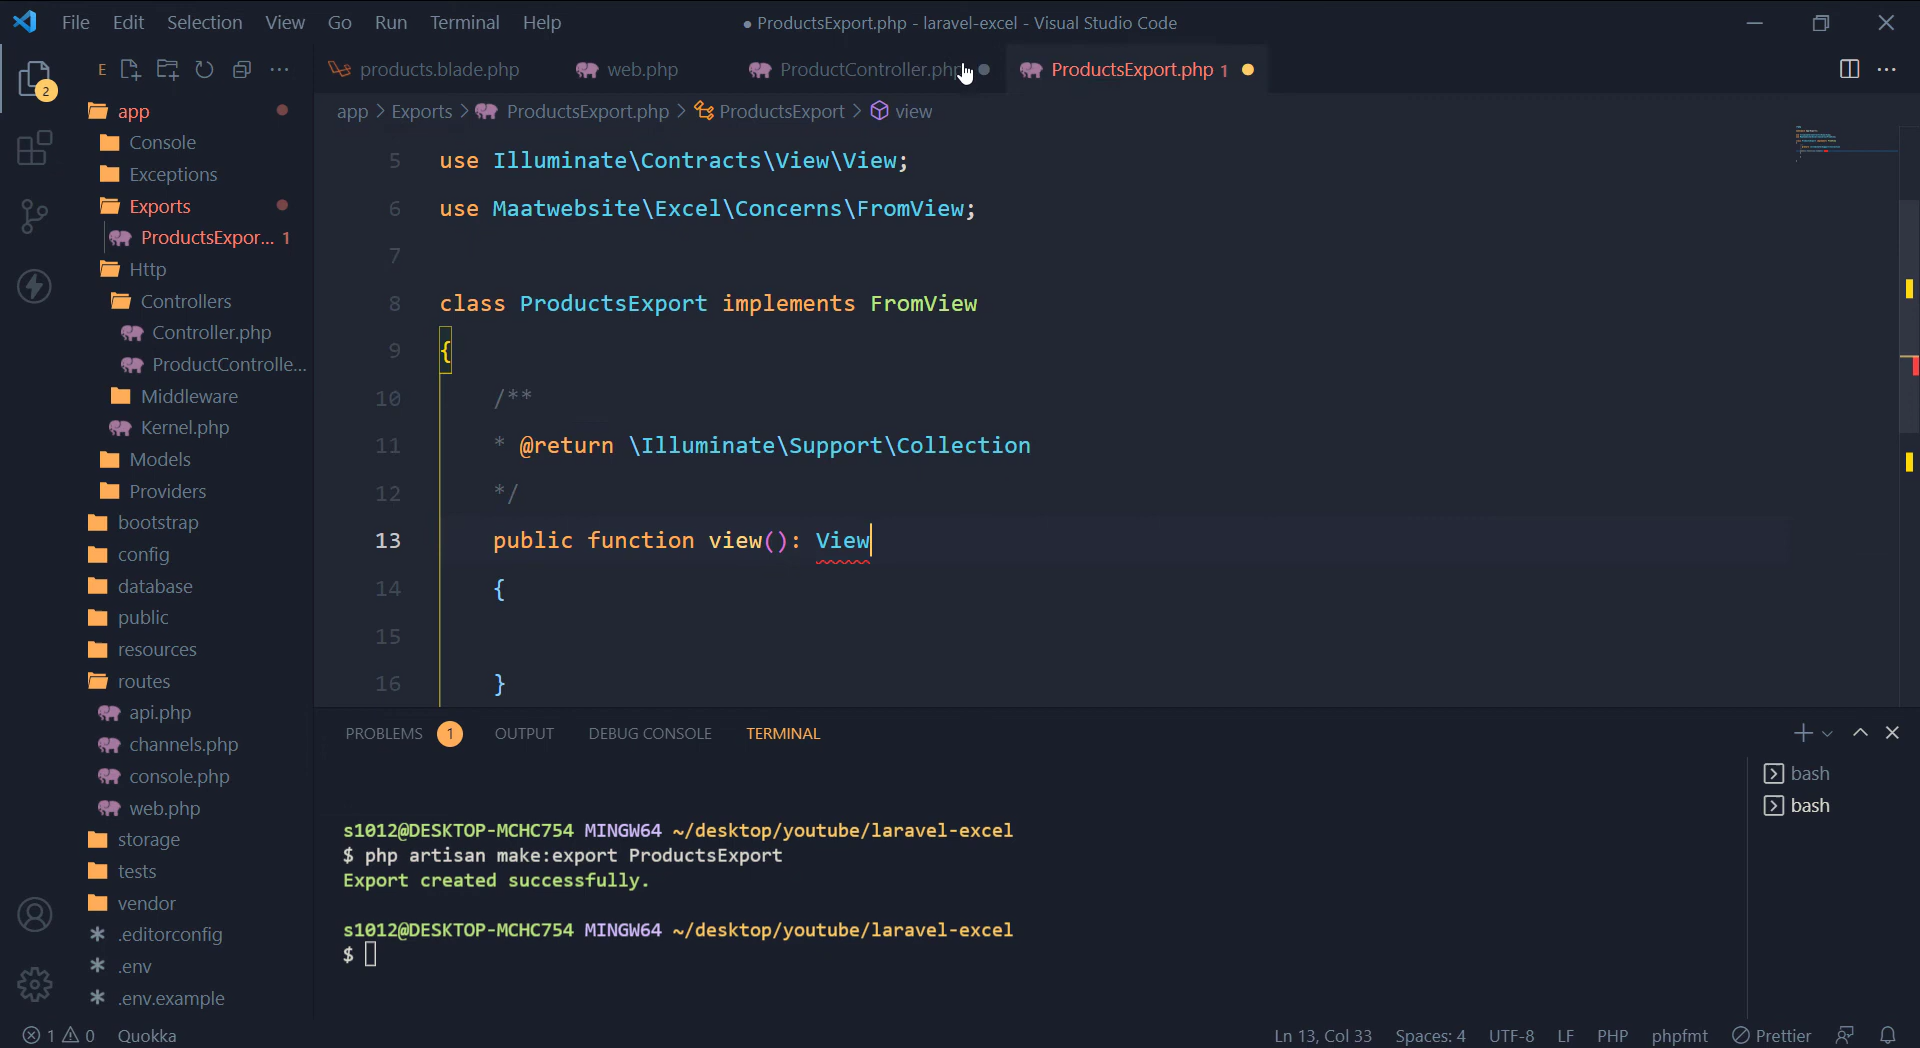 File Edit Selection View Go Run Terminal Help
● ProductsExport.php - laravel-excel - Visual Studio Code
2
E
products.blade.php web.php ProductController.php ProductsExport.php 1
app > Exports > ProductsExport.php > ProductsExport > view
app
Console
Exceptions
Exports
ProductsExpor... 1
Http
Controllers
Controller.php
ProductControlle...
Middleware
Kernel.php
Models
Providers
bootstrap
config
database
public
resources
routes
api.php
channels.php
console.php
web.php
storage
tests
vendor
.editorconfig
.env
.env.example
5 use Illuminate\Contracts\View\View;
6 use Maatwebsite\Excel\Concerns\FromView;
7
8 class ProductsExport implements FromView
9 {
10 /**
11 * @return \Illuminate\Support\Collection
12 */
13 public function view(): View
14 {
15
16 }
PROBLEMS 1 OUTPUT DEBUG CONSOLE TERMINAL
s1012@DESKTOP-MCHC754 MINGW64 ~/desktop/youtube/laravel-excel
$ php artisan make:export ProductsExport
Export created successfully.
s1012@DESKTOP-MCHC754 MINGW64 ~/desktop/youtube/laravel-excel
$
bash
bash
1 0 Quokka
Ln 13, Col 33 Spaces: 4 UTF-8 LF PHP phpfmt Prettier